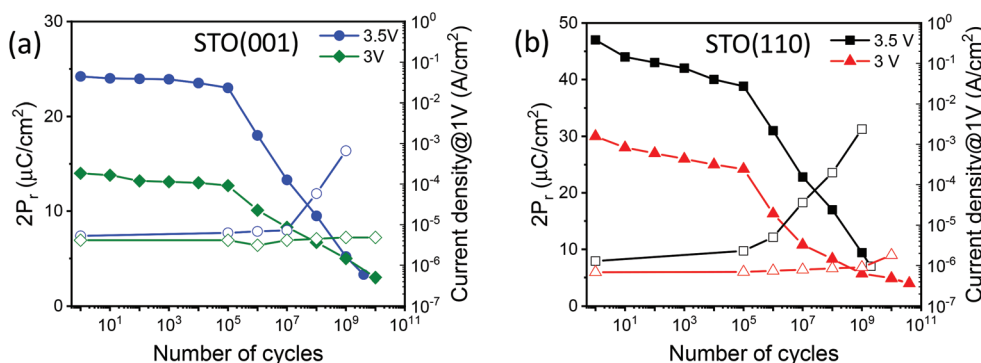 (a)
STO(001)
3.5V
3V
30
20
10
0
2Pr (μC/cm²)
10⁰
10⁻¹
10⁻²
10⁻³
10⁻⁴
10⁻⁵
10⁻⁶
10⁻⁷
Current density@1V (A/cm²)
10¹ 10³ 10⁵ 10⁷ 10⁹ 10¹¹
Number of cycles
(b)
STO(110)
3.5 V
3 V
50
40
30
20
10
0
2Pr (μC/cm²)
10⁰
10⁻¹
10⁻²
10⁻³
10⁻⁴
10⁻⁵
10⁻⁶
10⁻⁷
Current density@1V (A/cm²)
10¹ 10³ 10⁵ 10⁷ 10⁹ 10¹¹
Number of cycles